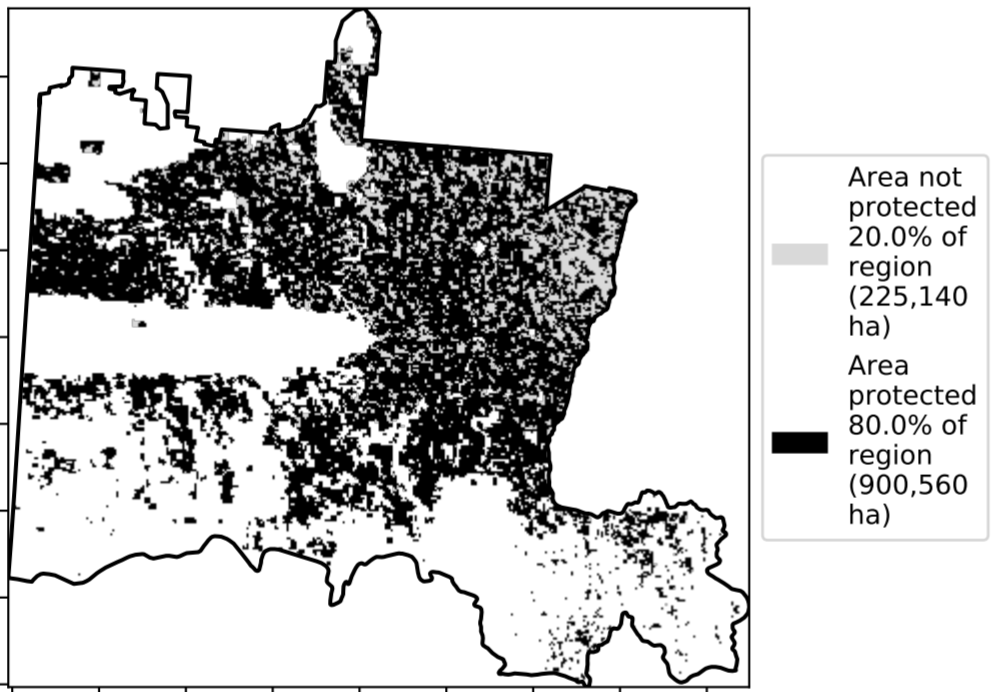 Area not
protected
20.0% of
region
(225,140
ha)
Area
protected
80.0% of
region
(900,560
ha)